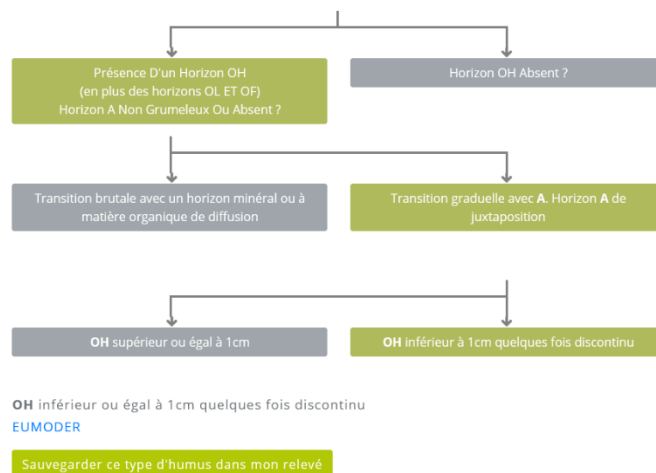 Présence D'un Horizon OH
(en plus des horizons OL ET OF)
Horizon A Non Grumeleux Ou Absent ?
Horizon OH Absent ?
Transition brutale avec un horizon minéral ou à
matière organique de diffusion
Transition graduelle avec A. Horizon A de
juxtaposition
OH supérieur ou égal à 1cm
OH inférieur à 1cm quelques fois discontinu
OH inférieur ou égal à 1cm quelques fois discontinu
EUMODER
Sauvegarder ce type d'humus dans mon relevé